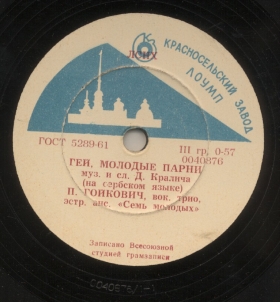 ЛОНХ
КРАСНОСЕЛЬСКИЙ ЗАВОД
ЛОУМП
ГОСТ 5289-61
III гр. 0-57
0040876
ГЕЙ, МОЛОДЫЕ ПАРНИ
муз. и сл. Д. Кралича
(на сербском языке)
П. ГОЙКОВИЧ, вок. трио,
эстр. анс. «Семь молодых»
Записано Всесоюзной
студией грамзаписи